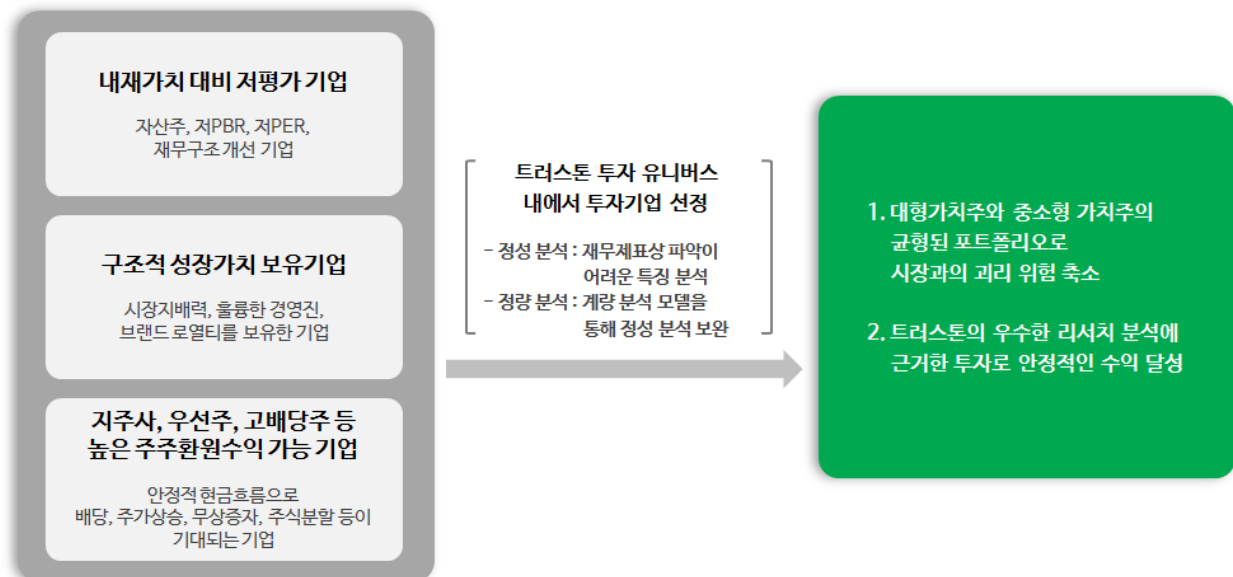 내재가치 대비 저평가 기업
자산주, 저PBR, 저PER,
재무구조 개선 기업
구조적 성장가치 보유기업
시장지배력, 훌륭한 경영진,
브랜드 로열티를 보유한 기업
지주사, 우선주, 고배당주 등
높은 주주환원수익 가능 기업
안정적 현금흐름으로
배당, 주가상승, 무상증자, 주식분할 등이
기대되는 기업
트러스톤 투자 유니버스
내에서 투자기업 선정
- 정성 분석 : 재무제표상 파악이
어려운 특징 분석
- 정량 분석 : 계량 분석 모델을
통해 정성 분석 보완
1. 대형가치주와 중소형 가치주의
균형된 포트폴리오로
시장과의 괴리 위험 축소
2. 트러스톤의 우수한 리서치 분석에
근거한 투자로 안정적인 수익 달성